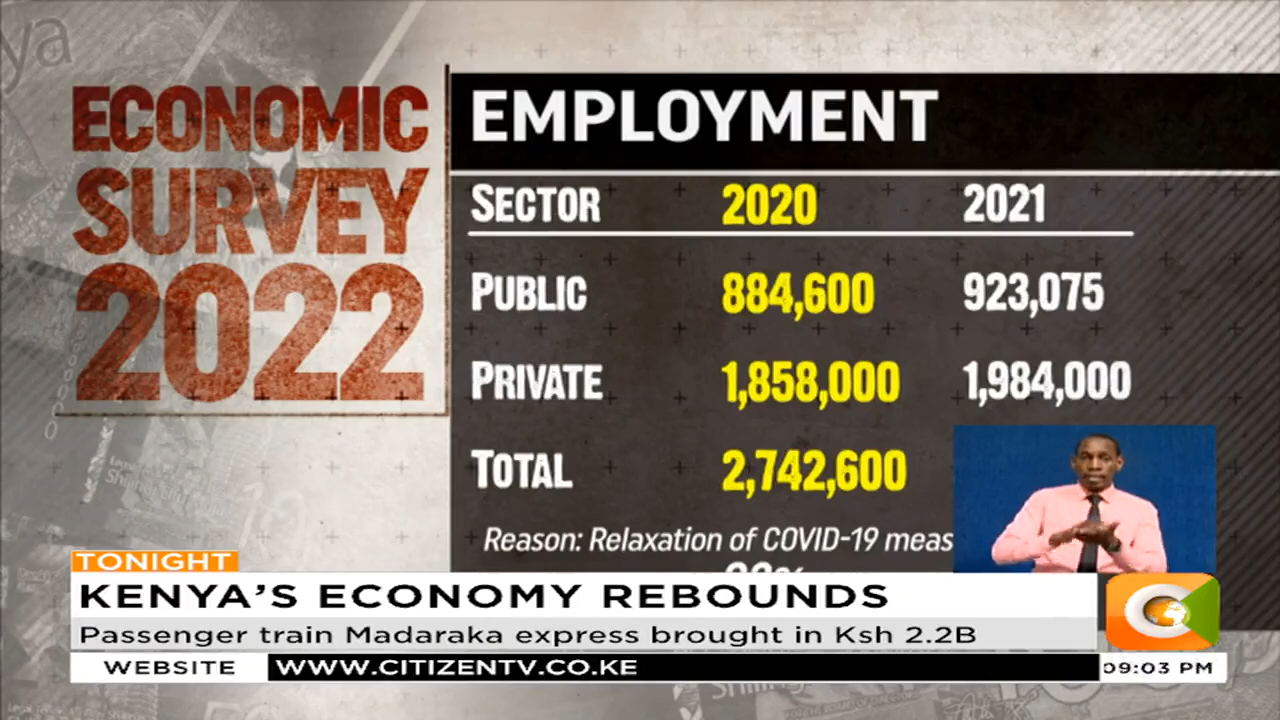 ya
ECONOMIC
SURVEY
2022
EMPLOYMENT
SECTOR 2020 2021
PUBLIC 884,600 923,075
PRIVATE 1,858,000 1,984,000
TOTAL 2,742,600
Reason: Relaxation of COVID-19 meas
TONIGHT
KENYA'S ECONOMY REBOUNDS
Passenger train Madaraka express brought in Ksh 2.2B
WEBSITE WWW.CITIZENTV.CO.KE 09:03 PM